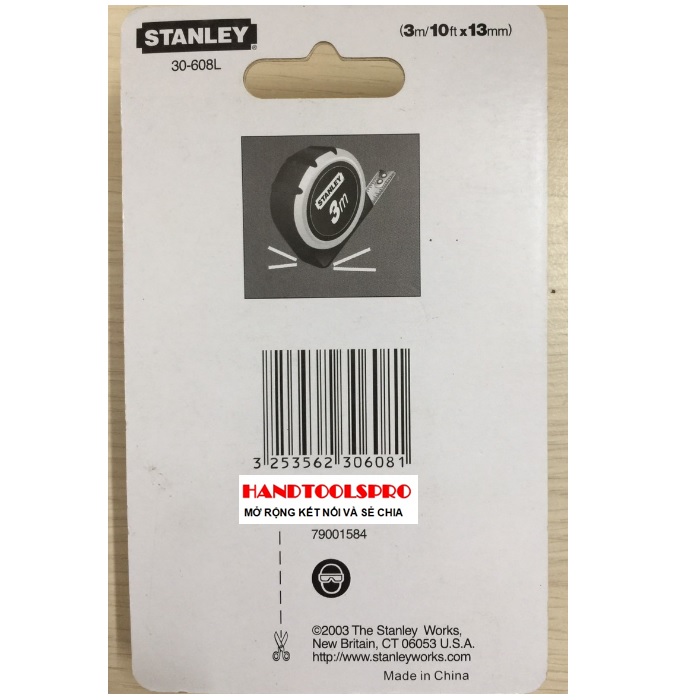 STANLEY®
(3m/10ft x 13mm)
30-608L
STANLEY
3m
3 253562 306081
HANDTOOLSPRO
MỞ RỘNG KẾT NỐI VÀ SẺ CHIA
79001584
©2003 The Stanley Works,
New Britain, CT 06053 U.S.A.
http://www.stanleyworks.com
Made in China